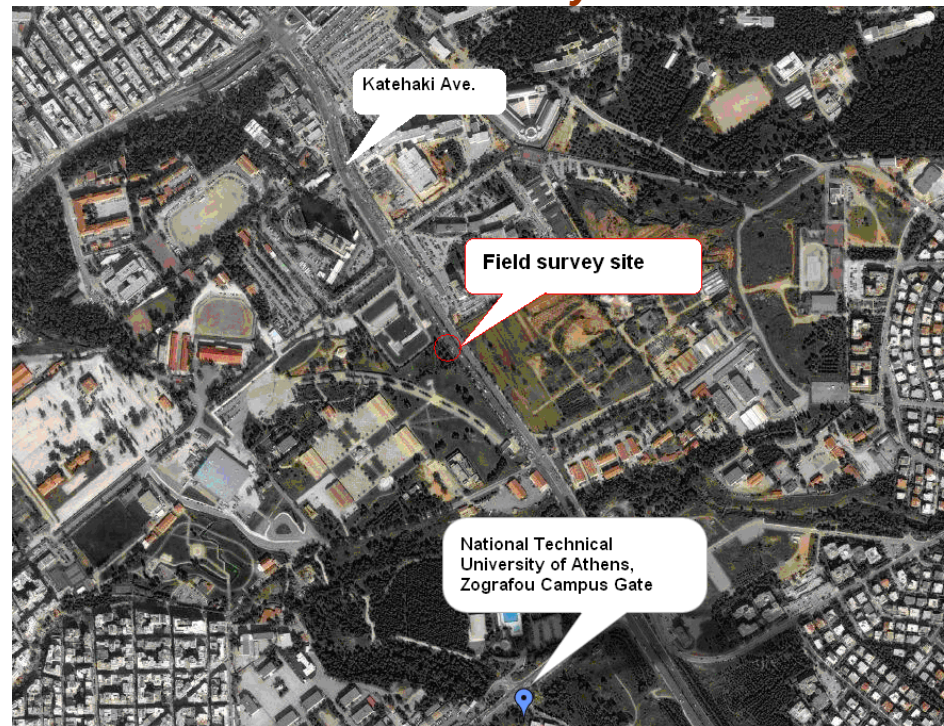 Katehaki Ave.
Field survey site
National Technical
University of Athens,
Zografou Campus Gate